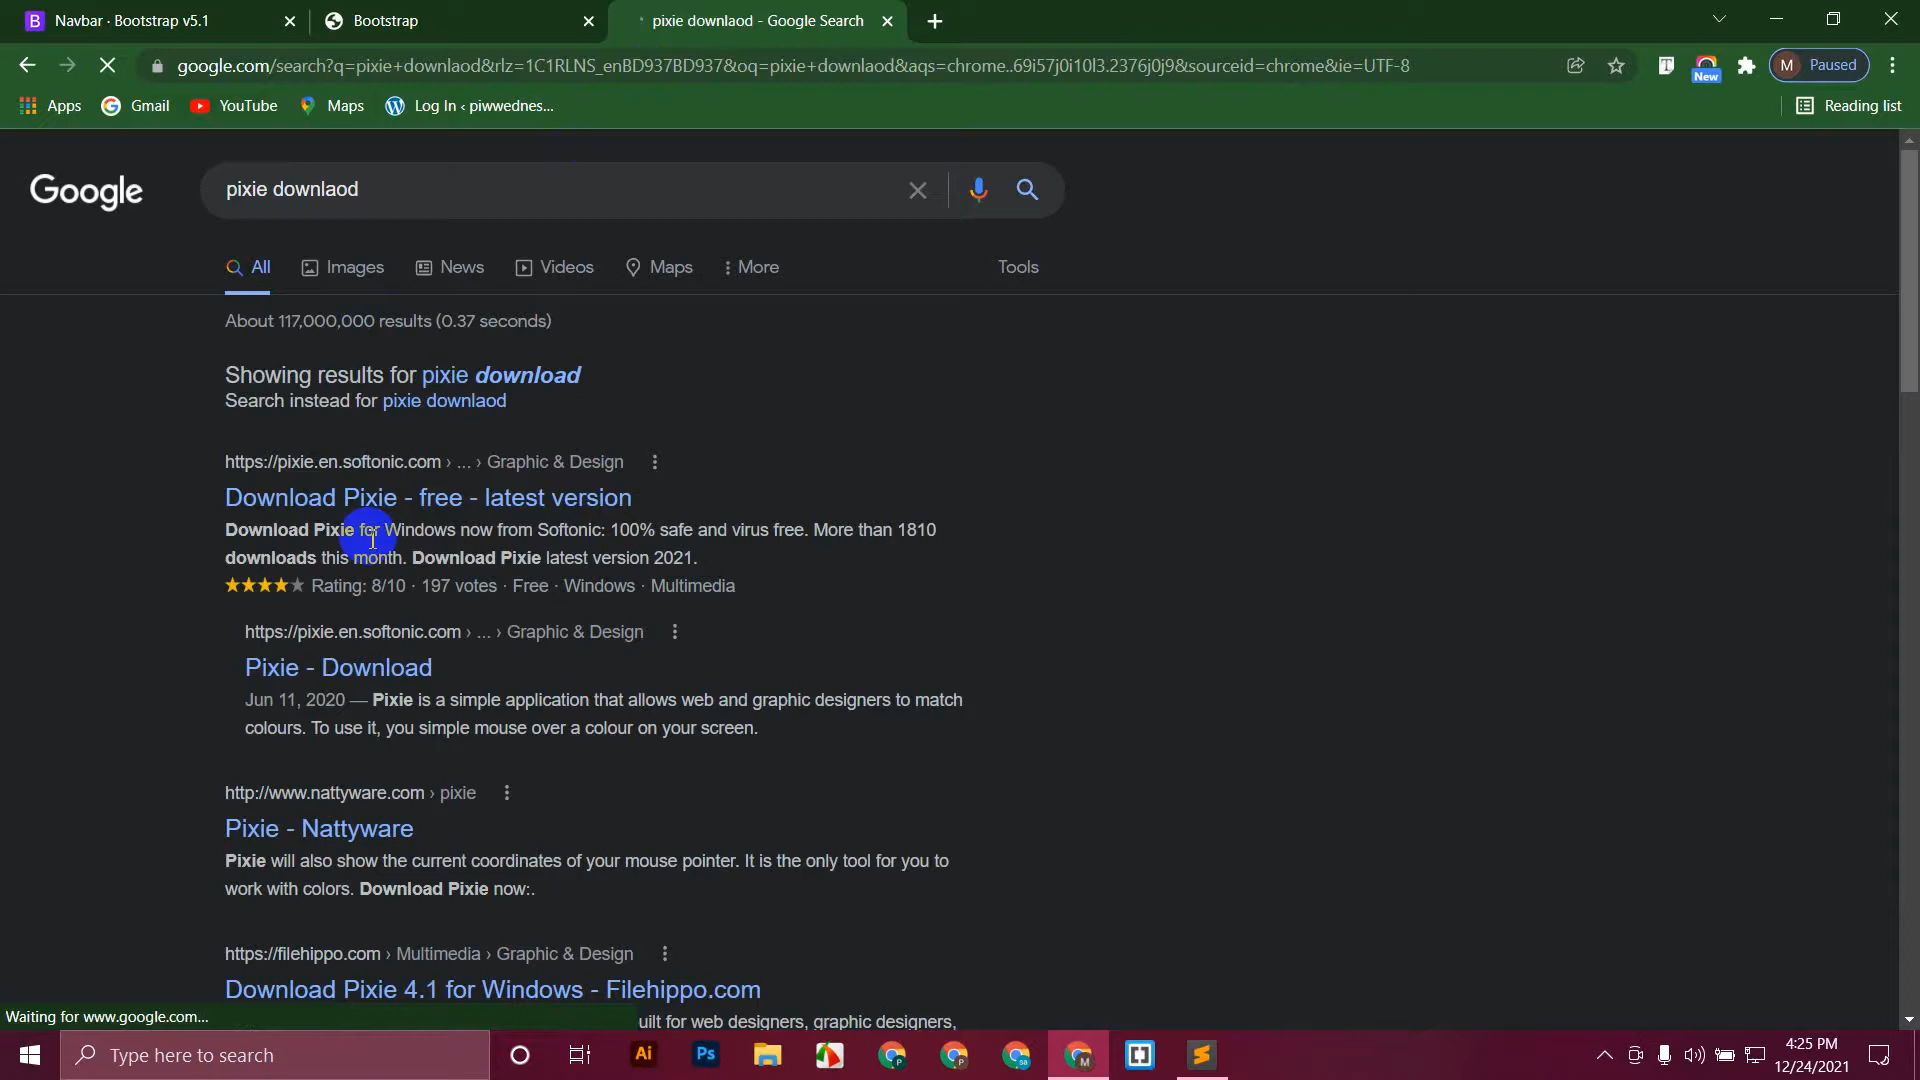 Navbar · Bootstrap v5.1
Bootstrap
pixie downlaod - Google Search
google.com/search?q=pixie+downlaod&rlz=1C1RLNS_enBD937BD937&oq=pixie+downlaod&aqs=chrome..69i57j0i10l3.2376j0j9&sourceid=chrome&ie=UTF-8
New
M Paused
Apps
Gmail
YouTube
Maps
Log In ‹ piwwednes...
Reading list
Google
pixie downlaod
All
Images
News
Videos
Maps
More
Tools
About 117,000,000 results (0.37 seconds)
Showing results for pixie download
Search instead for pixie downlaod
https://pixie.en.softonic.com › ... › Graphic & Design
Download Pixie - free - latest version
Download Pixie for Windows now from Softonic: 100% safe and virus free. More than 1810
downloads this month. Download Pixie latest version 2021.
Rating: 8/10 · 197 votes · Free · Windows · Multimedia
https://pixie.en.softonic.com › ... › Graphic & Design
Pixie - Download
Jun 11, 2020 — Pixie is a simple application that allows web and graphic designers to match
colours. To use it, you simple mouse over a colour on your screen.
http://www.nattyware.com › pixie
Pixie - Nattyware
Pixie will also show the current coordinates of your mouse pointer. It is the only tool for you to
work with colors. Download Pixie now:.
https://filehippo.com › Multimedia › Graphic & Design
Download Pixie 4.1 for Windows - Filehippo.com
uilt for web designers, graphic designers,
Waiting for www.google.com...
Type here to search
Ai
Ps
P
P
sa
M
4:25 PM
12/24/2021